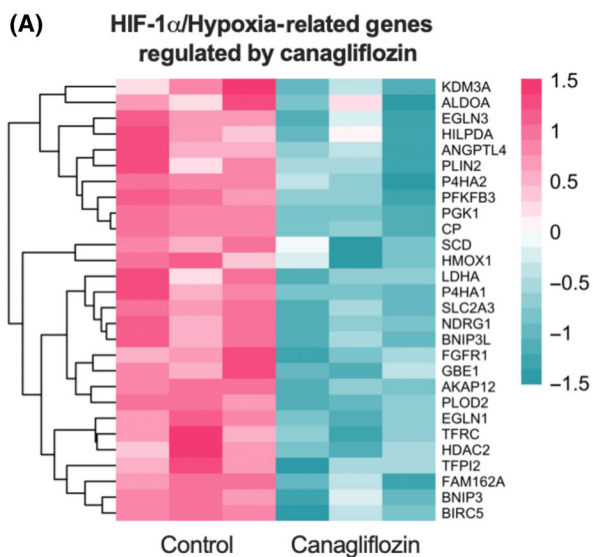 (A)
HIF-1α/Hypoxia-related genes
regulated by canagliflozin
KDM3A
ALDOA
EGLN3
HILPDA
ANGPTL4
PLIN2
P4HA2
PFKFB3
PGK1
CP
SCD
HMOX1
LDHA
P4HA1
SLC2A3
NDRG1
BNIP3L
FGFR1
GBE1
AKAP12
PLOD2
EGLN1
TFRC
HDAC2
TFPI2
FAM162A
BNIP3
BIRC5
1.5
1
0.5
0
−0.5
−1
−1.5
Control
Canagliflozin